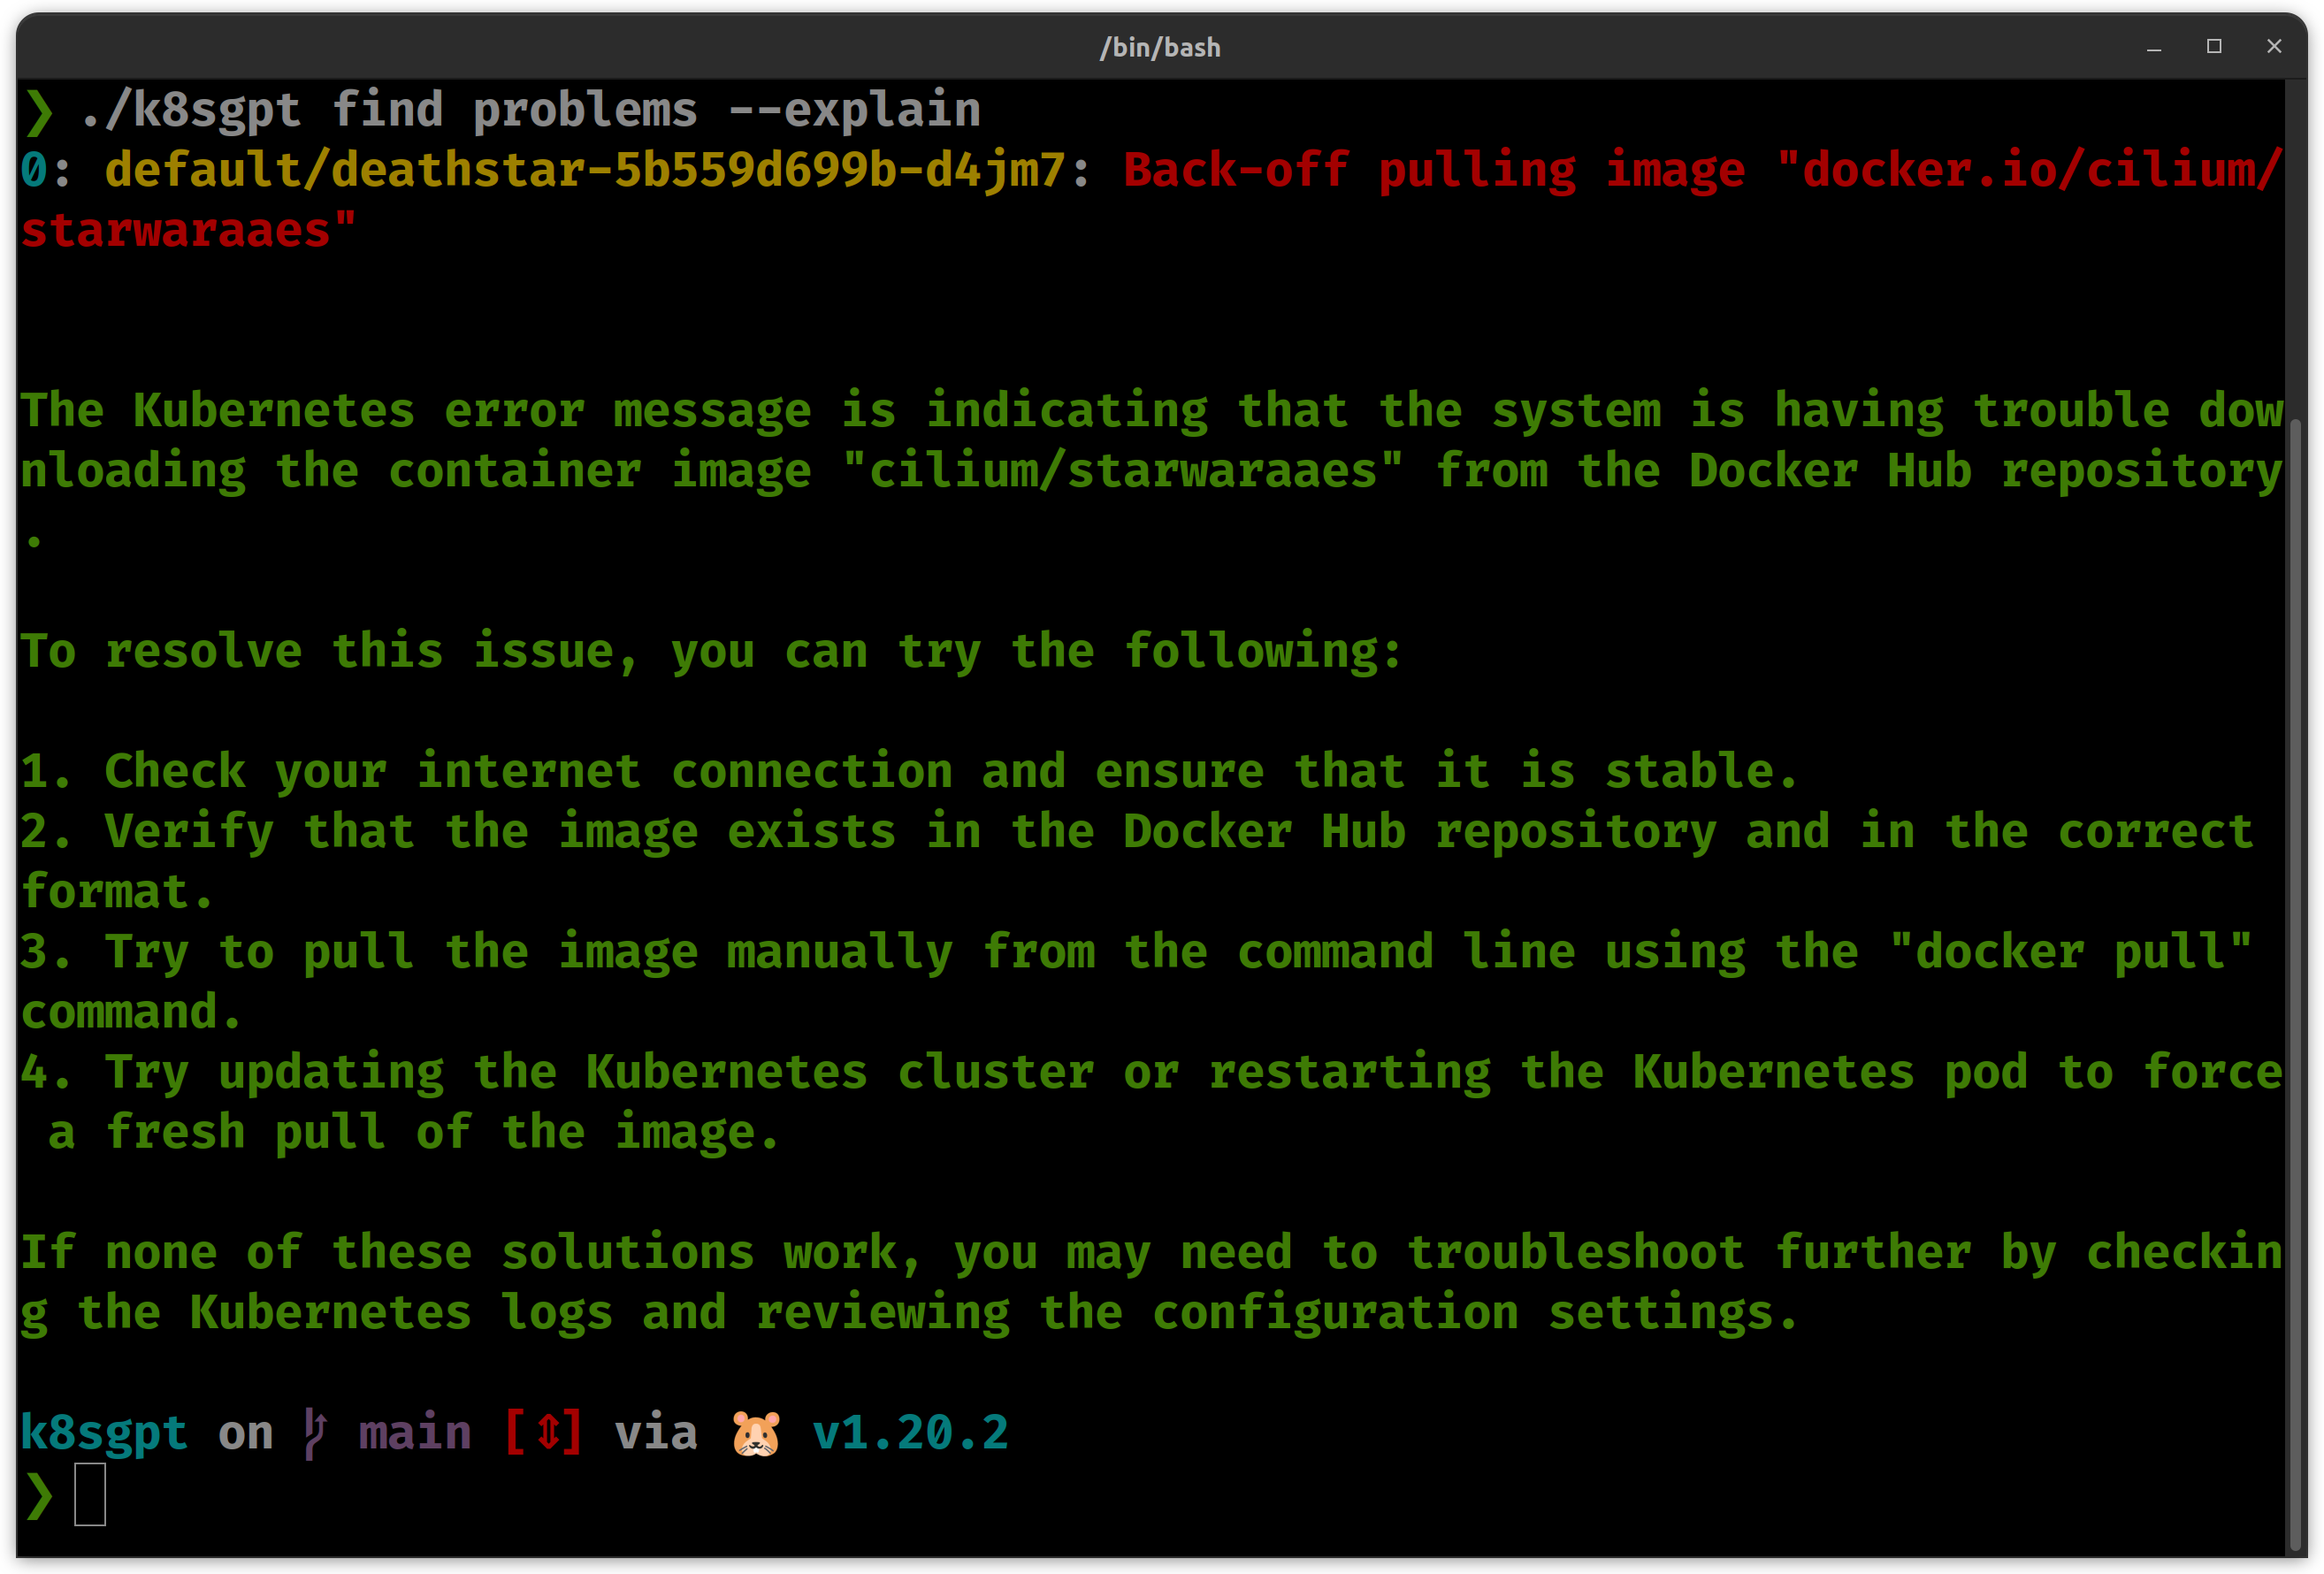 /bin/bash
❯ ./k8sgpt find problems --explain
0: default/deathstar-5b559d699b-d4jm7: Back-off pulling image "docker.io/cilium/
starwaraaes"
The Kubernetes error message is indicating that the system is having trouble dow
nloading the container image "cilium/starwaraaes" from the Docker Hub repository
.
To resolve this issue, you can try the following:
1. Check your internet connection and ensure that it is stable.
2. Verify that the image exists in the Docker Hub repository and in the correct
format.
3. Try to pull the image manually from the command line using the "docker pull"
command.
4. Try updating the Kubernetes cluster or restarting the Kubernetes pod to force
 a fresh pull of the image.
If none of these solutions work, you may need to troubleshoot further by checkin
g the Kubernetes logs and reviewing the configuration settings.
k8sgpt on main [⇕] via 🐹 v1.20.2
❯